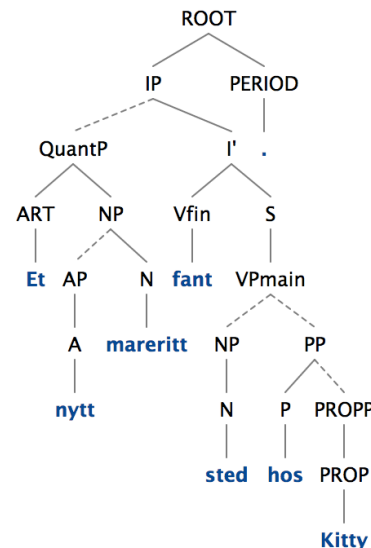 ROOT
IP PERIOD
QuantP I' .
ART NP Vfin S
Et AP N fant VPmain
A mareritt NP PP
nytt N P PROPP
sted hos PROP
Kitty